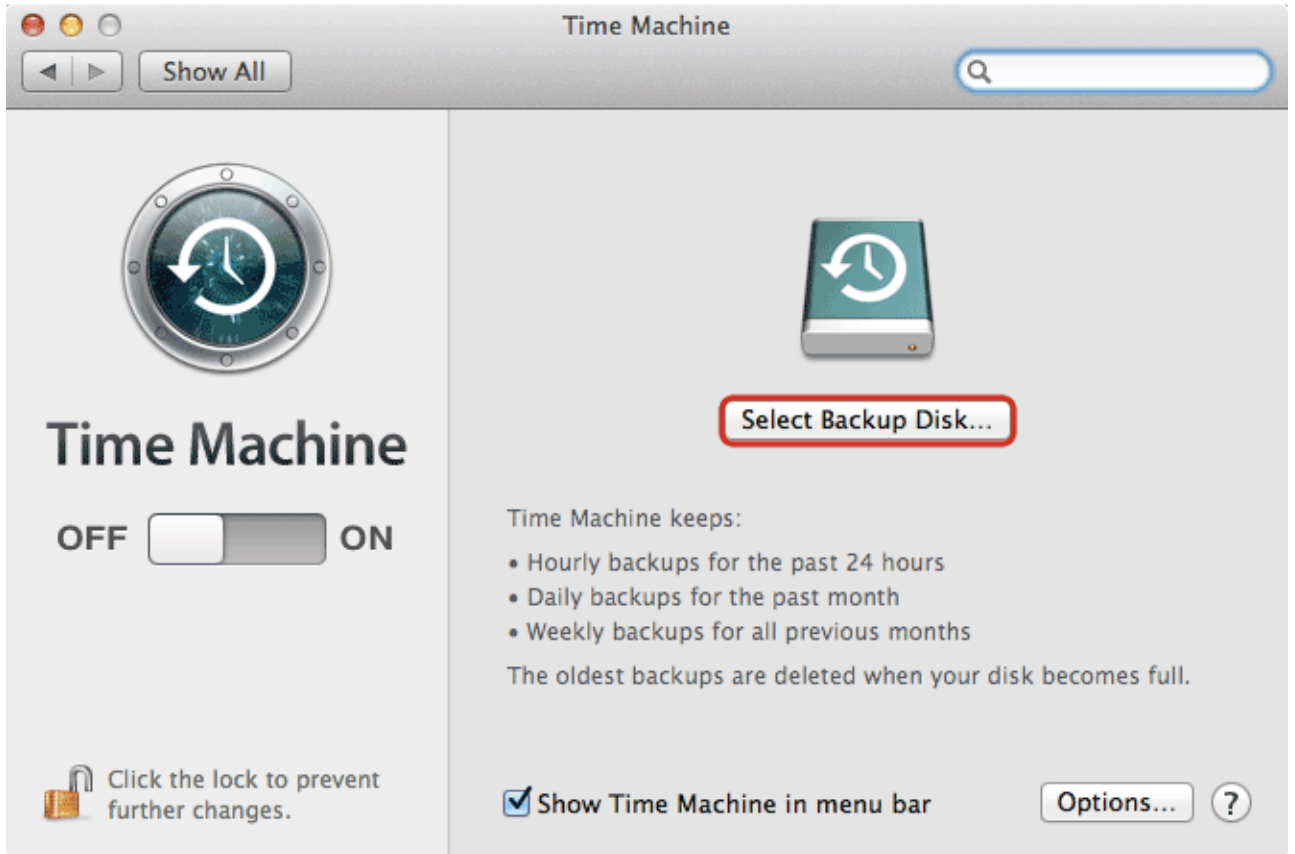 Time Machine
Show All
Select Backup Disk...
Time Machine
OFF ON
Time Machine keeps:
• Hourly backups for the past 24 hours
• Daily backups for the past month
• Weekly backups for all previous months
The oldest backups are deleted when your disk becomes full.
Click the lock to prevent
further changes.
Show Time Machine in menu bar
Options...
?